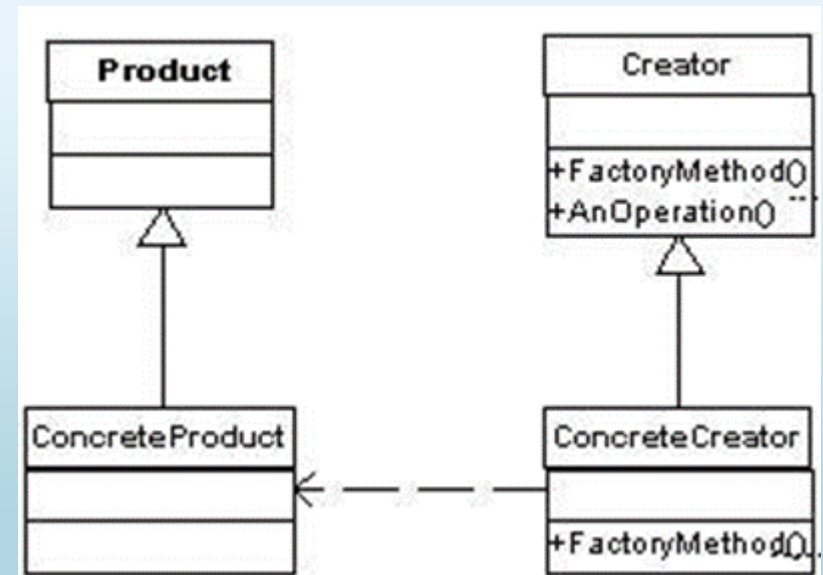 Product
Creator
+FactoryMethod()
+AnOperation()
ConcreteProduct
ConcreteCreator
+FactoryMethod()